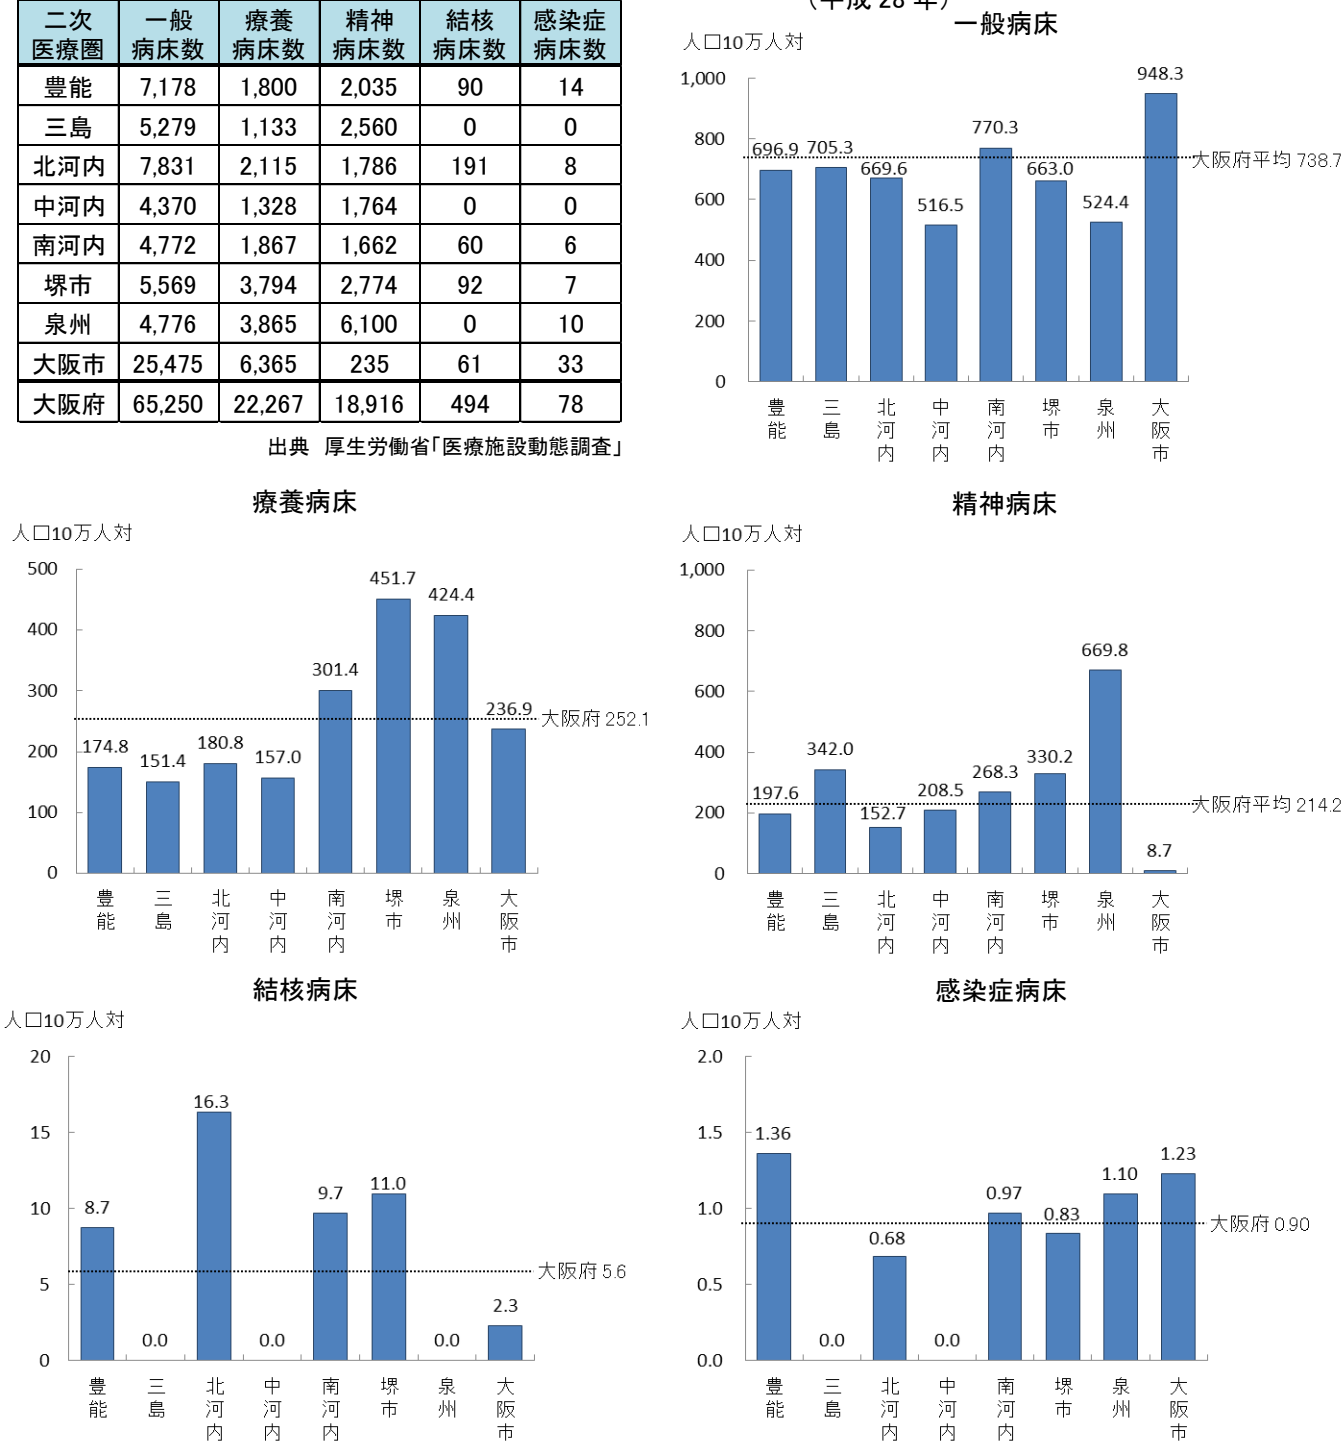 （平成 28 年）
二次
医療圏
一般
病床数
療養
病床数
精神
病床数
結核
病床数
感染症
病床数
豊能 7,178 1,800 2,035 90 14
三島 5,279 1,133 2,560 0 0
北河内 7,831 2,115 1,786 191 8
中河内 4,370 1,328 1,764 0 0
南河内 4,772 1,867 1,662 60 6
堺市 5,569 3,794 2,774 92 7
泉州 4,776 3,865 6,100 0 10
大阪市 25,475 6,365 235 61 33
大阪府 65,250 22,267 18,916 494 78
出典　厚生労働省「医療施設動態調査」
一般病床
人口10万人対
1,000
800
600
400
200
0
696.9
705.3
669.6
516.5
770.3
663.0
524.4
948.3
大阪府平均 738.7
豊能
三島
北河内
中河内
南河内
堺市
泉州
大阪市
療養病床
人口10万人対
500
400
300
200
100
0
174.8
151.4
180.8
157.0
301.4
451.7
424.4
236.9
大阪府 252.1
豊能
三島
北河内
中河内
南河内
堺市
泉州
大阪市
精神病床
人口10万人対
1,000
800
600
400
200
0
197.6
342.0
152.7
208.5
268.3
330.2
669.8
8.7
大阪府平均 214.2
豊能
三島
北河内
中河内
南河内
堺市
泉州
大阪市
結核病床
人口10万人対
20
15
10
5
0
8.7
0.0
16.3
0.0
9.7
11.0
0.0
2.3
大阪府 5.6
豊能
三島
北河内
中河内
南河内
堺市
泉州
大阪市
感染症病床
人口10万人対
2.0
1.5
1.0
0.5
0.0
1.36
0.0
0.68
0.0
0.97
0.83
1.10
1.23
大阪府 0.90
豊能
三島
北河内
中河内
南河内
堺市
泉州
大阪市